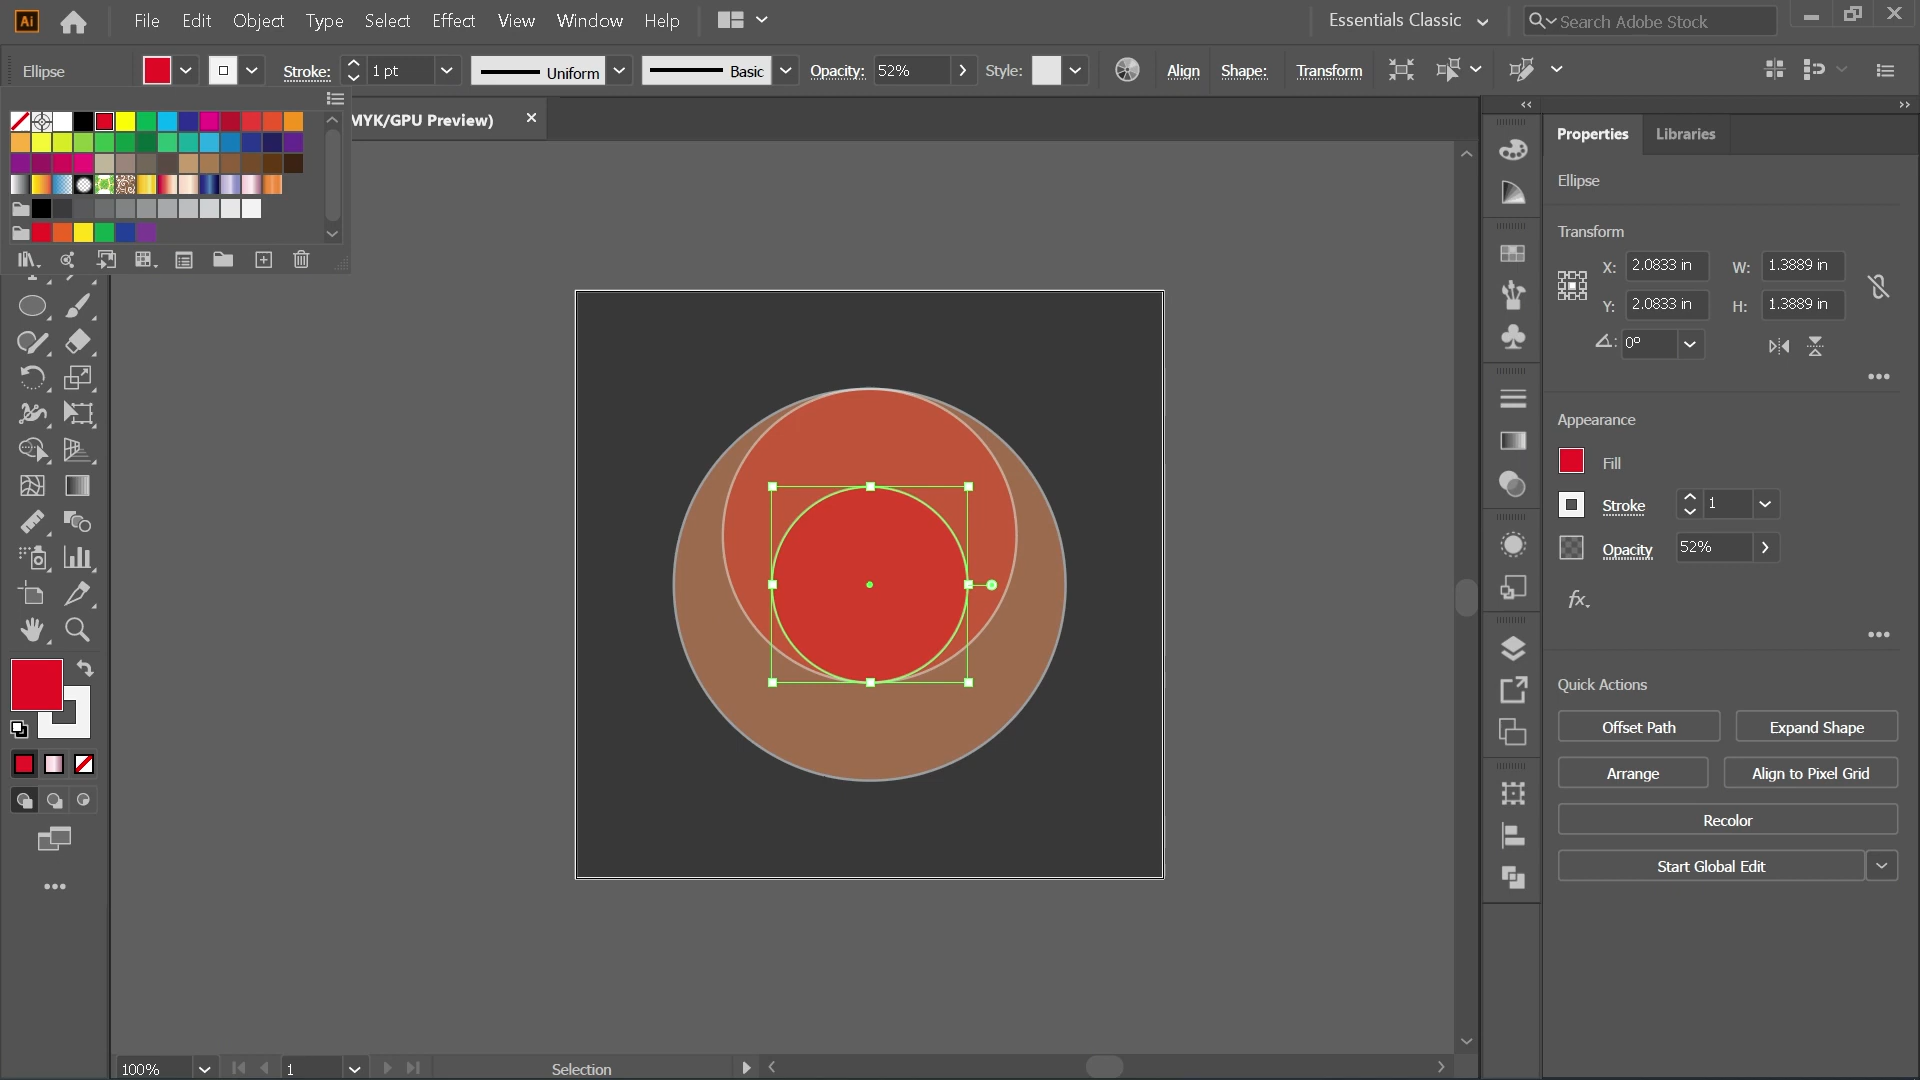 Ai File Edit Object Type Select Effect View Window Help Essentials Classic Search Adobe Stock
Ellipse Stroke: 1 pt Uniform Basic Opacity: 52% Style: Align Shape: Transform
MYK/GPU Preview) ×
Properties Libraries
Ellipse
Transform
X: 2.0833 in W: 1.3889 in
Y: 2.0833 in H: 1.3889 in
0°
Appearance
Fill
Stroke 1
Opacity 52%
fx
Quick Actions
Offset Path Expand Shape
Arrange Align to Pixel Grid
Recolor
Start Global Edit
100% 1 Selection